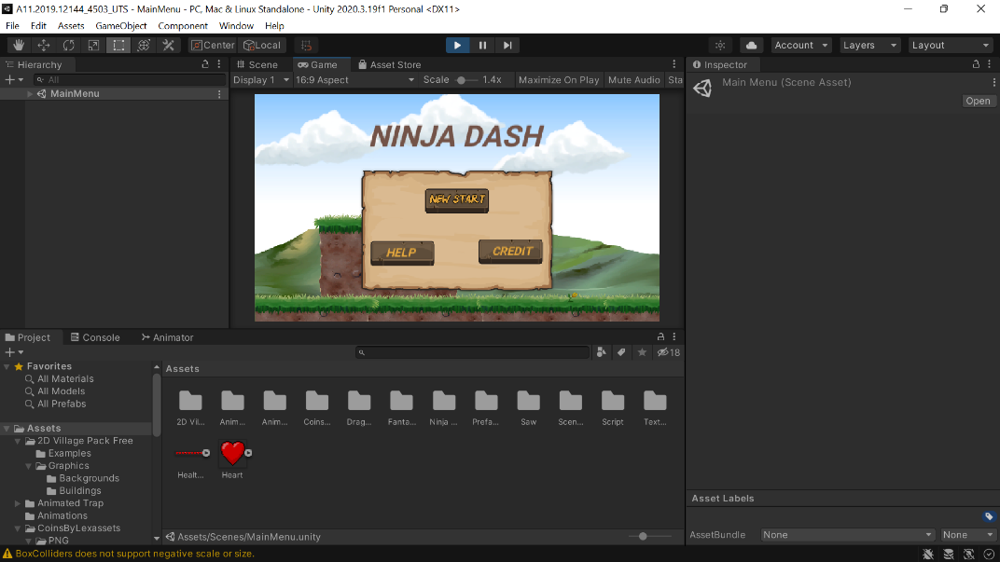 A11.2019.12144_4503_UTS - MainMenu - PC, Mac & Linux Standalone - Unity 2020.3.19f1 Personal <DX11>
File Edit Assets GameObject Component Window Help
Center Local Account Layers Layout
Hierarchy Scene Game Asset Store Inspector
All Display 1 16:9 Aspect Scale 1.4x Maximize On Play Mute Audio Sta
MainMenu
Main Menu (Scene Asset)
Open
NINJA DASH
NEW START
HELP CREDIT
Project Console Animator
18
Favorites
All Materials
All Models
All Prefabs
Assets
2D Village Pack Free
Examples
Graphics
Backgrounds
Buildings
Animated Trap
Animations
CoinsByLexassets
PNG
Assets
2D Vil... Anim... Anim... Coins... Drag... Fanta... Ninja ... Prefa... Saw Scen... Script Text...
Healt... Heart
Assets/Scenes/MainMenu.unity
Asset Labels
AssetBundle None None
BoxColliders does not support negative scale or size.